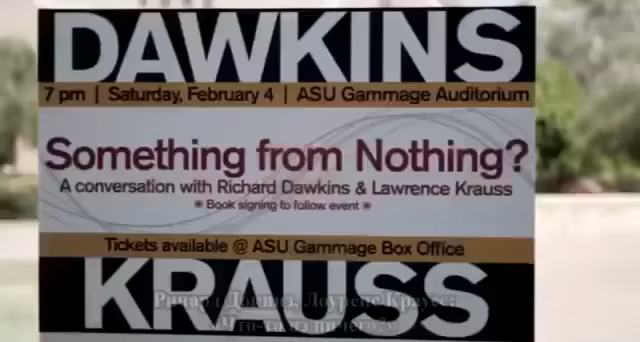 DAWKINS
7 pm | Saturday, February 4 | ASU Gammage Auditorium
Something from Nothing?
A conversation with Richard Dawkins & Lawrence Krauss
* Book signing to follow event *
Tickets available @ ASU Gammage Box Office
KRAUSS
Ричард Докинз, Лоуренс Краусс:
«Что-то из ничего?»